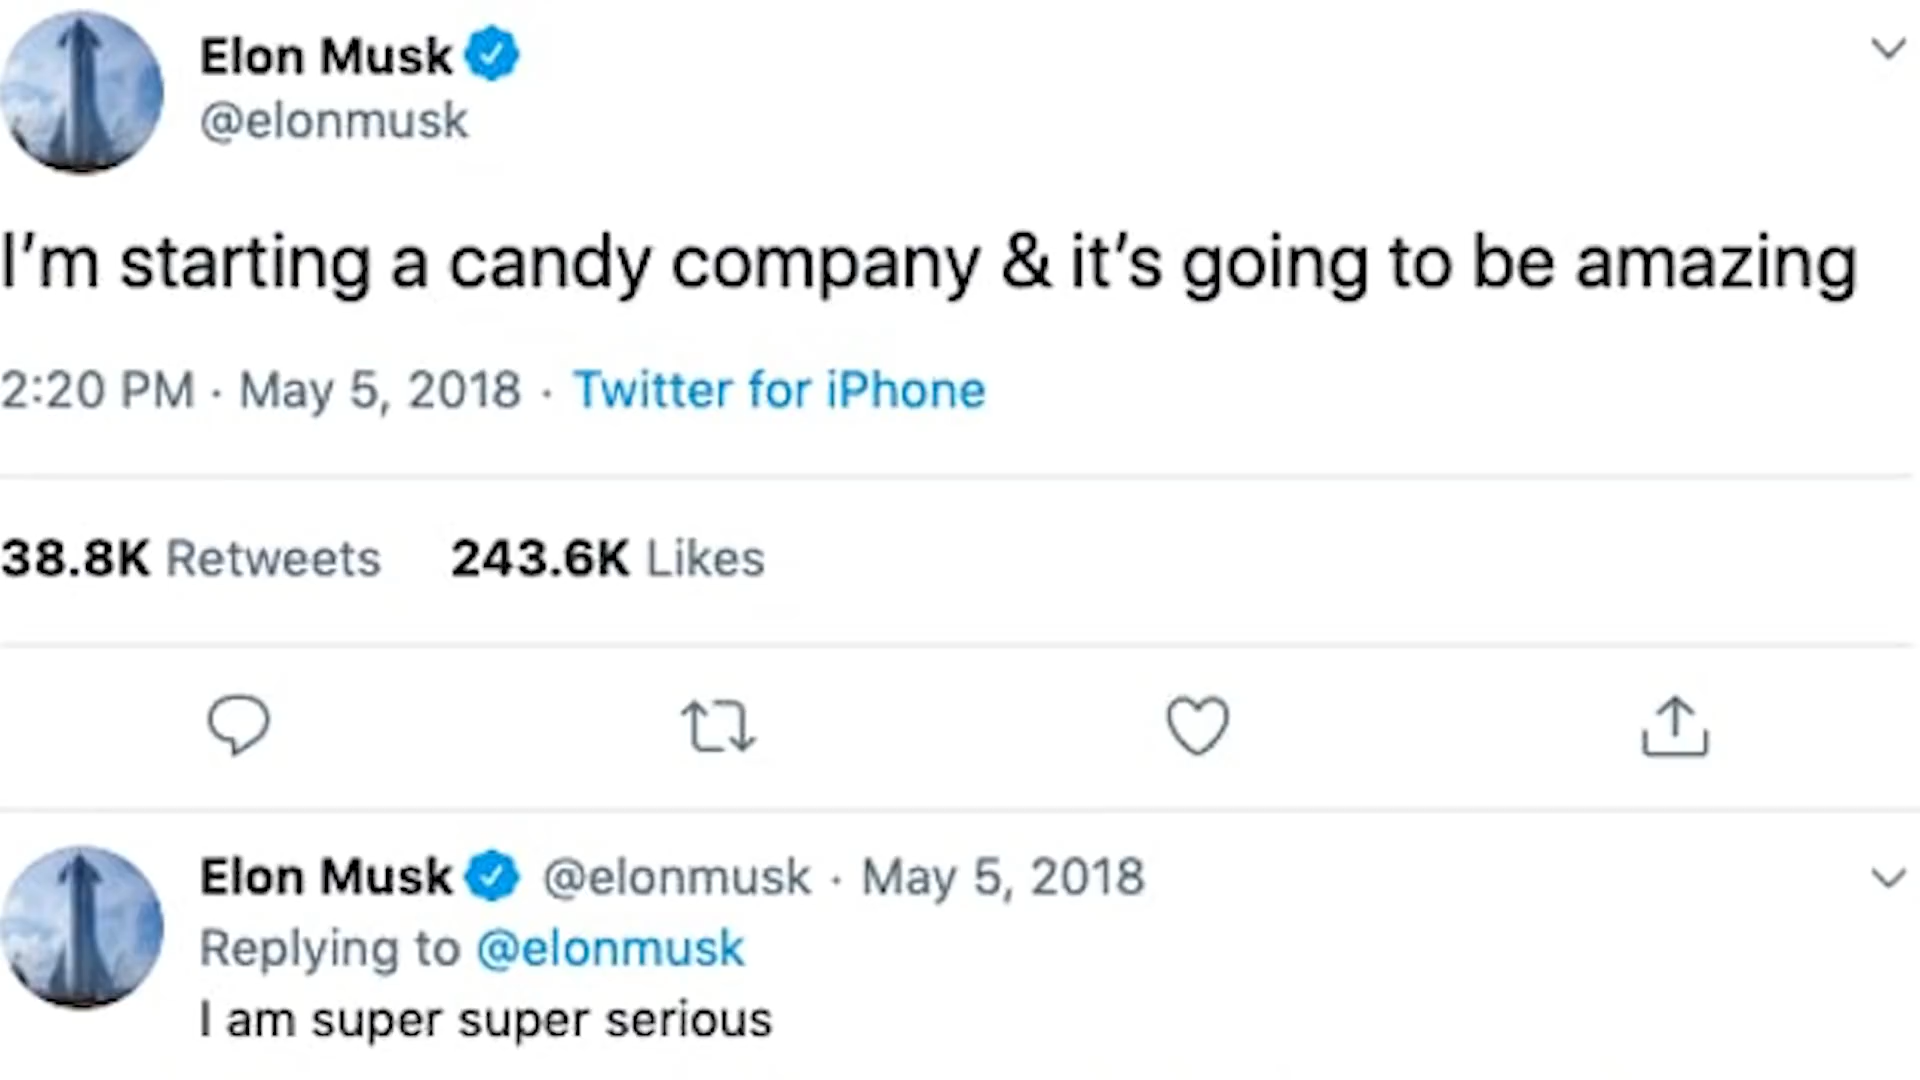 Elon Musk
@elonmusk
I’m starting a candy company & it’s going to be amazing
2:20 PM · May 5, 2018 · Twitter for iPhone
38.8K Retweets 243.6K Likes
Elon Musk @elonmusk · May 5, 2018
Replying to @elonmusk
I am super super serious